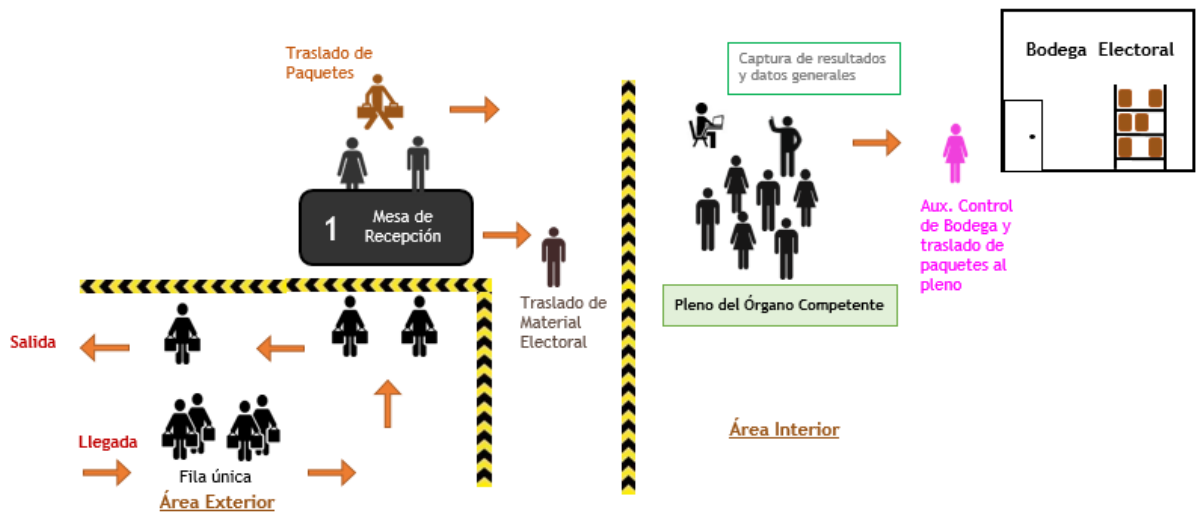 Traslado de
Paquetes
1
Mesa de
Recepción
Traslado de
Material
Electoral
Salida
Llegada
Fila única
Área Exterior
Captura de resultados
y datos generales
Pleno del Órgano Competente
Área Interior
Aux. Control
de Bodega y
traslado de
paquetes al
pleno
Bodega Electoral